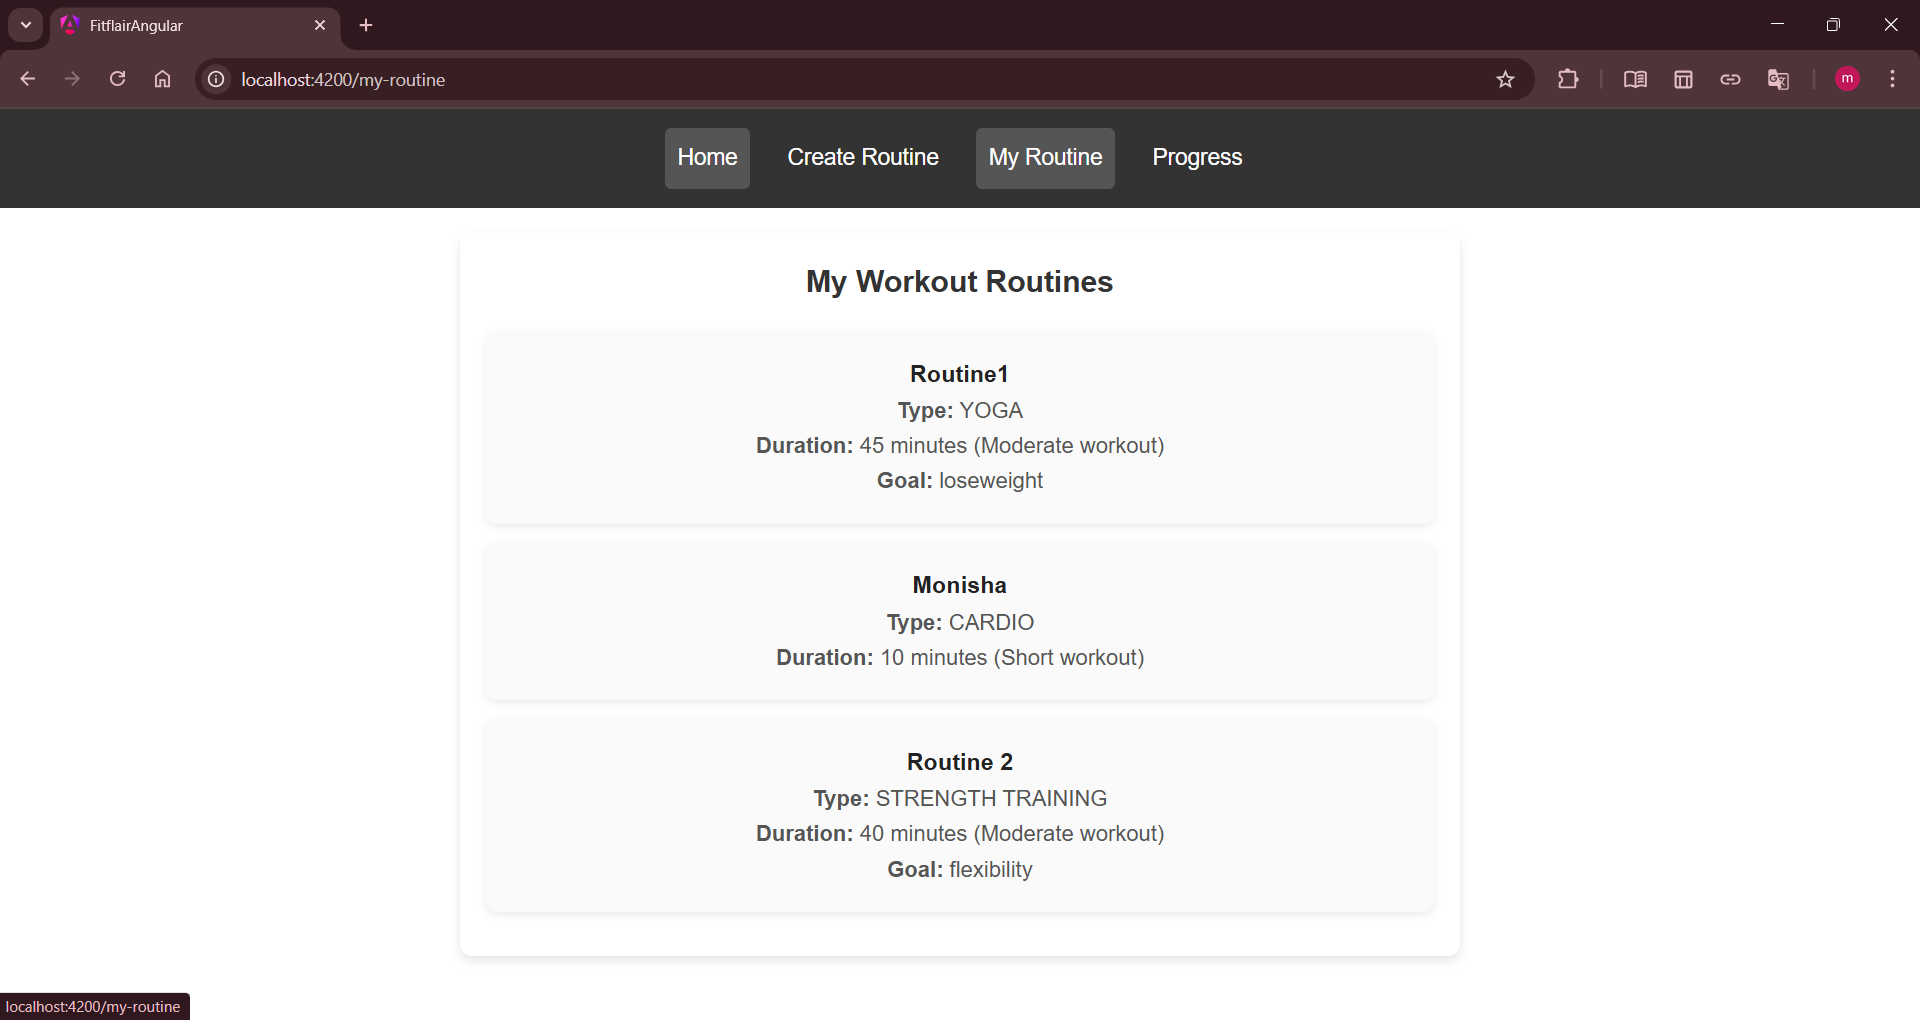 FitflairAngular
localhost:4200/my-routine
m
Home Create Routine My Routine Progress
My Workout Routines
Routine1
Type: YOGA
Duration: 45 minutes (Moderate workout)
Goal: loseweight
Monisha
Type: CARDIO
Duration: 10 minutes (Short workout)
Routine 2
Type: STRENGTH TRAINING
Duration: 40 minutes (Moderate workout)
Goal: flexibility
localhost:4200/my-routine